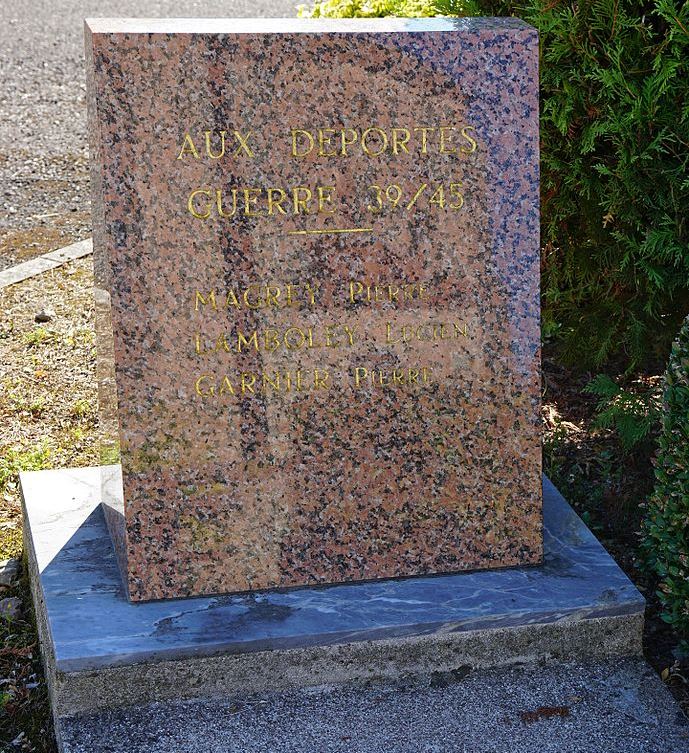 AUX DEPORTES
GUERRE 39/45
MAGREY PIERRE
LAMBOLEY LUCIEN
GARNIER PIERRE